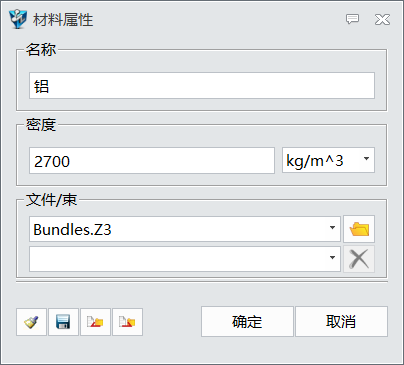 材料属性
名称
铝
密度
2700
kg/m^3
文件/束
Bundles.Z3
确定
取消